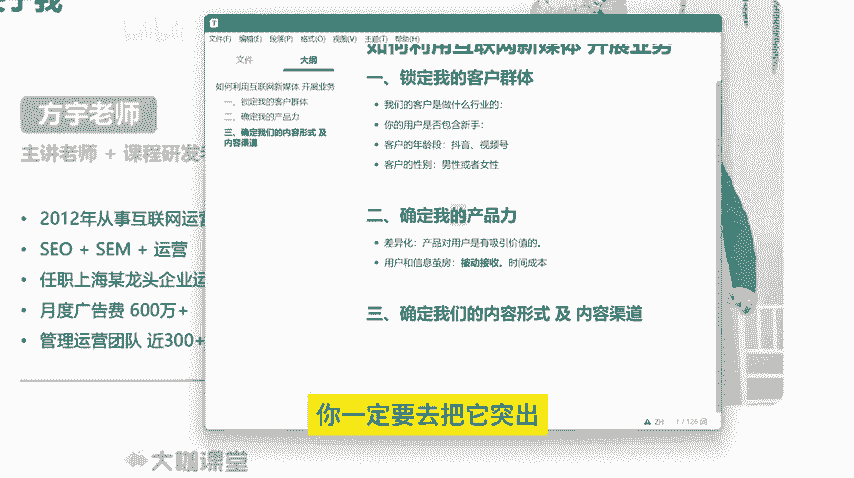 方宇老师
主讲老师 + 课程研发
• 2012年从事互联网运营
• SEO + SEM + 运营
• 任职上海某龙头企业运
• 月度广告费 600万+
• 管理运营团队 近300+
大咖课堂
文件(F) 编辑(E) 段落(P) 格式(O) 视图(V) 主题(T) 帮助(H)
文件 大纲
如何利用互联网新媒体 开展业务
一、锁定我的客户群体
二、确定我的产品力
三、确定我们的内容形式 及
内容渠道
如何利用互联网新媒体 开展业务
一、锁定我的客户群体
• 我们的客户是做什么行业的：
• 你的用户是否包含新手：
• 客户的年龄段：抖音、视频号
• 客户的性别：男性或者女性
二、确定我的产品力
• 差异化：产品对用户是有吸引价值的。
• 用户和信息茧房：被动接收。时间成本
三、确定我们的内容形式 及 内容渠道
ZH 1 / 126 词
你一定要去把它突出